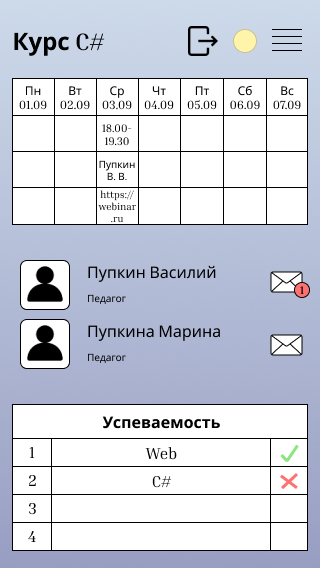 Курс C#
Пн Вт Ср Чт Пт Сб Вс
01.09 02.09 03.09 04.09 05.09 06.09 07.09
18.00-
19.30
Пупкин
В. В.
https://
webinar
.ru
Пупкин Василий
Педагог
1
Пупкина Марина
Педагог
Успеваемость
1 Web
2 C#
3
4